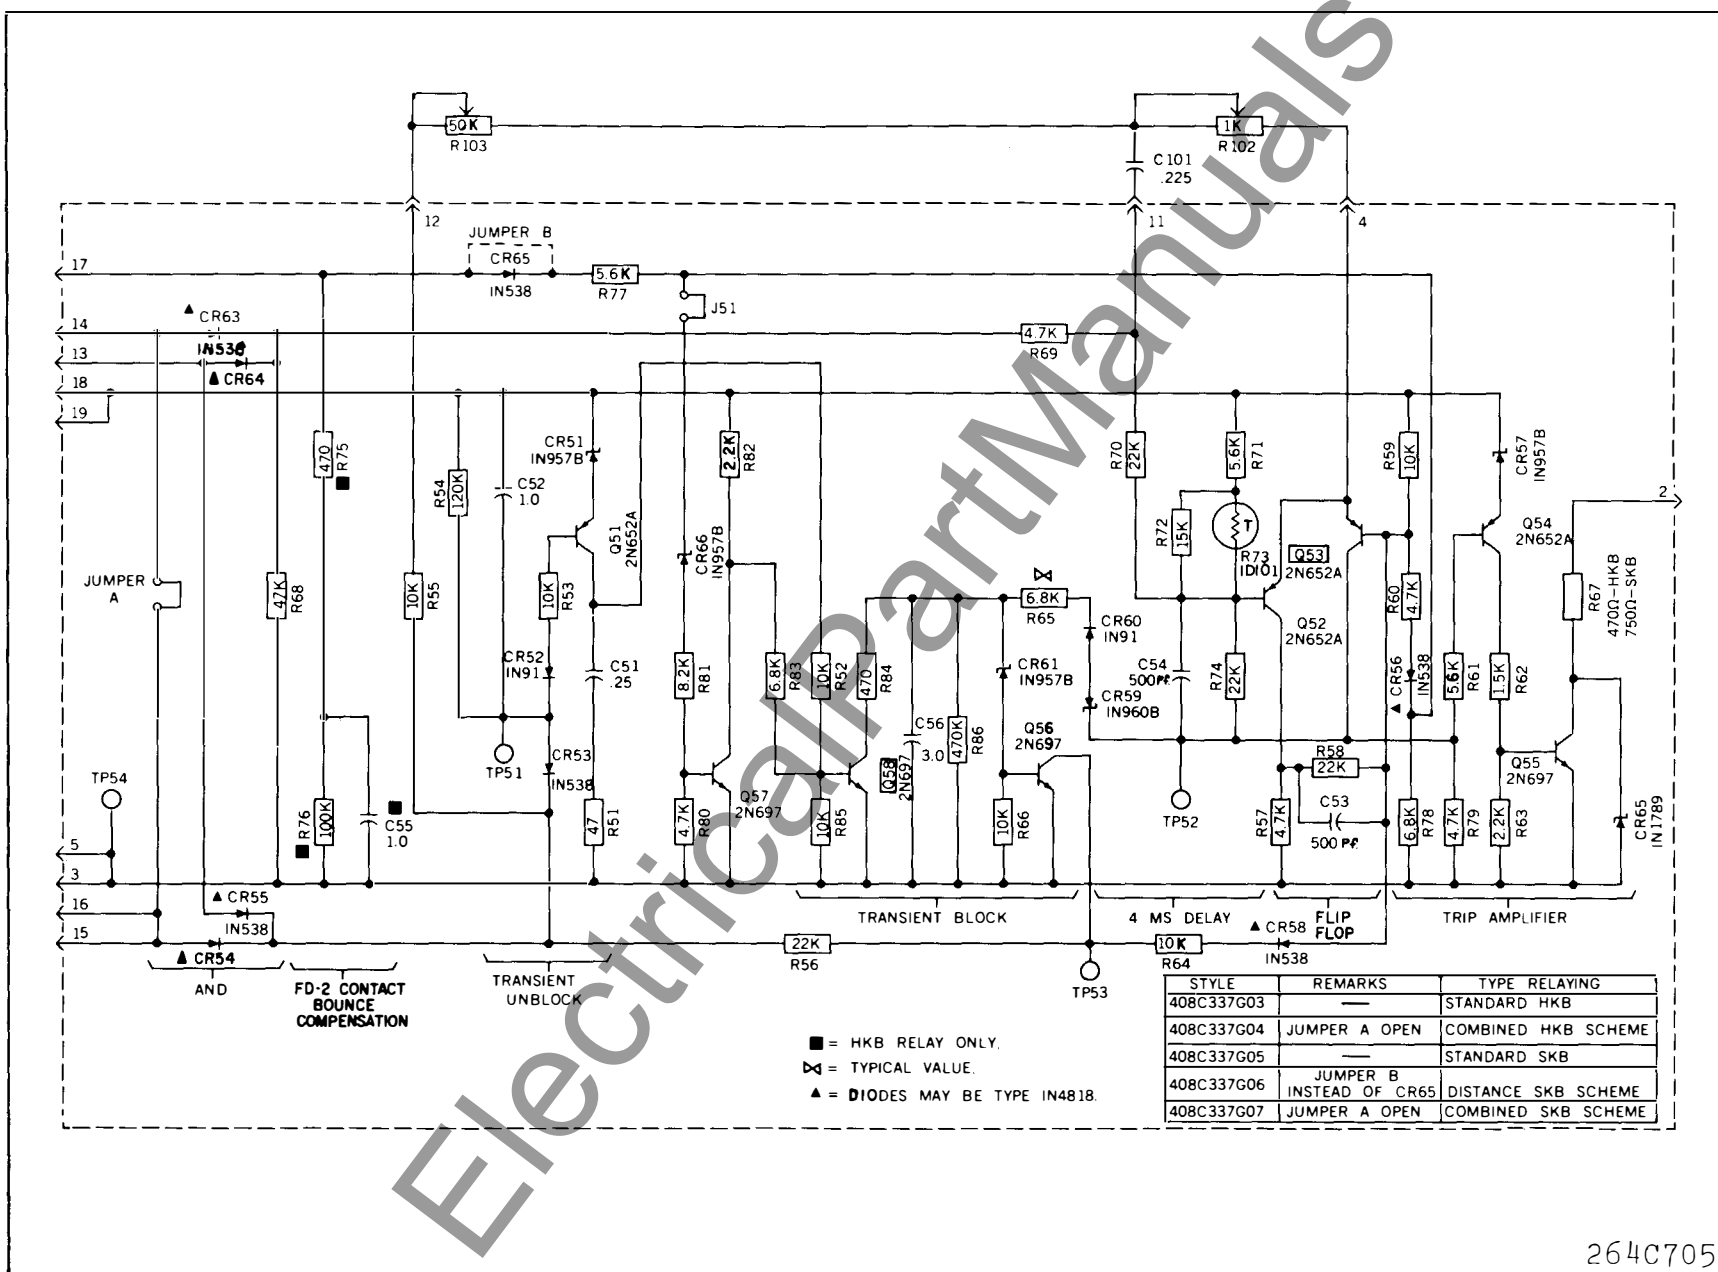 50K
R103
1K
R102
C101
.225
12
11
4
JUMPER B
17
CR65
IN538
5.6K
R77
J51
14
CR63
4.7K
R69
13
IN538
CR64
18
19
470
R75
R54
120K
C52
1.0
CR51
IN957B
Q51
2N652A
2.2K
R82
CR66
IN957B
R70
22K
5.6K
R71
R59
10K
CR57
IN957B
2
R72
15K
T
R73
1D101
Q53
2N652A
Q54
2N652A
JUMPER
A
47K
R68
10K
R55
10K
R53
6.8K
R65
Q52
2N652A
R60
4.7K
R67
470Ω-HKB
750Ω-SKB
CR60
IN91
CR52
IN91
C51
.25
8.2K
R81
6.8K
R83
10K
R52
470
R84
CR61
IN957B
C54
500PF.
R74
22K
CR56
IN538
5.6K
R61
1.5K
R62
CR59
IN960B
C56
3.0
470K
R86
Q56
2N697
TP51
CR53
IN538
TP54
Q58
2N697
R58
22K
Q55
2N697
R76
100K
C55
1.0
47
R51
4.7K
R80
Q57
2N697
10K
R85
10K
R66
TP52
R57
4.7K
C53
500 PF.
6.8K
R78
4.7K
R79
2.2K
R63
CR65
IN1789
5
3
16
CR55
IN538
TRANSIENT BLOCK
4 MS DELAY
FLIP
FLOP
TRIP AMPLIFIER
15
CR54
22K
R56
10K
R64
CR58
IN538
AND
FD-2 CONTACT
BOUNCE
COMPENSATION
TRANSIENT
UNBLOCK
TP53
STYLE REMARKS TYPE RELAYING
408C337G03 — STANDARD HKB
408C337G04 JUMPER A OPEN COMBINED HKB SCHEME
408C337G05 — STANDARD SKB
408C337G06 JUMPER B
INSTEAD OF CR65 DISTANCE SKB SCHEME
408C337G07 JUMPER A OPEN COMBINED SKB SCHEME
■ = HKB RELAY ONLY.
⋈ = TYPICAL VALUE.
▲ = DIODES MAY BE TYPE IN4818.
ElectricalPartManuals
264C705